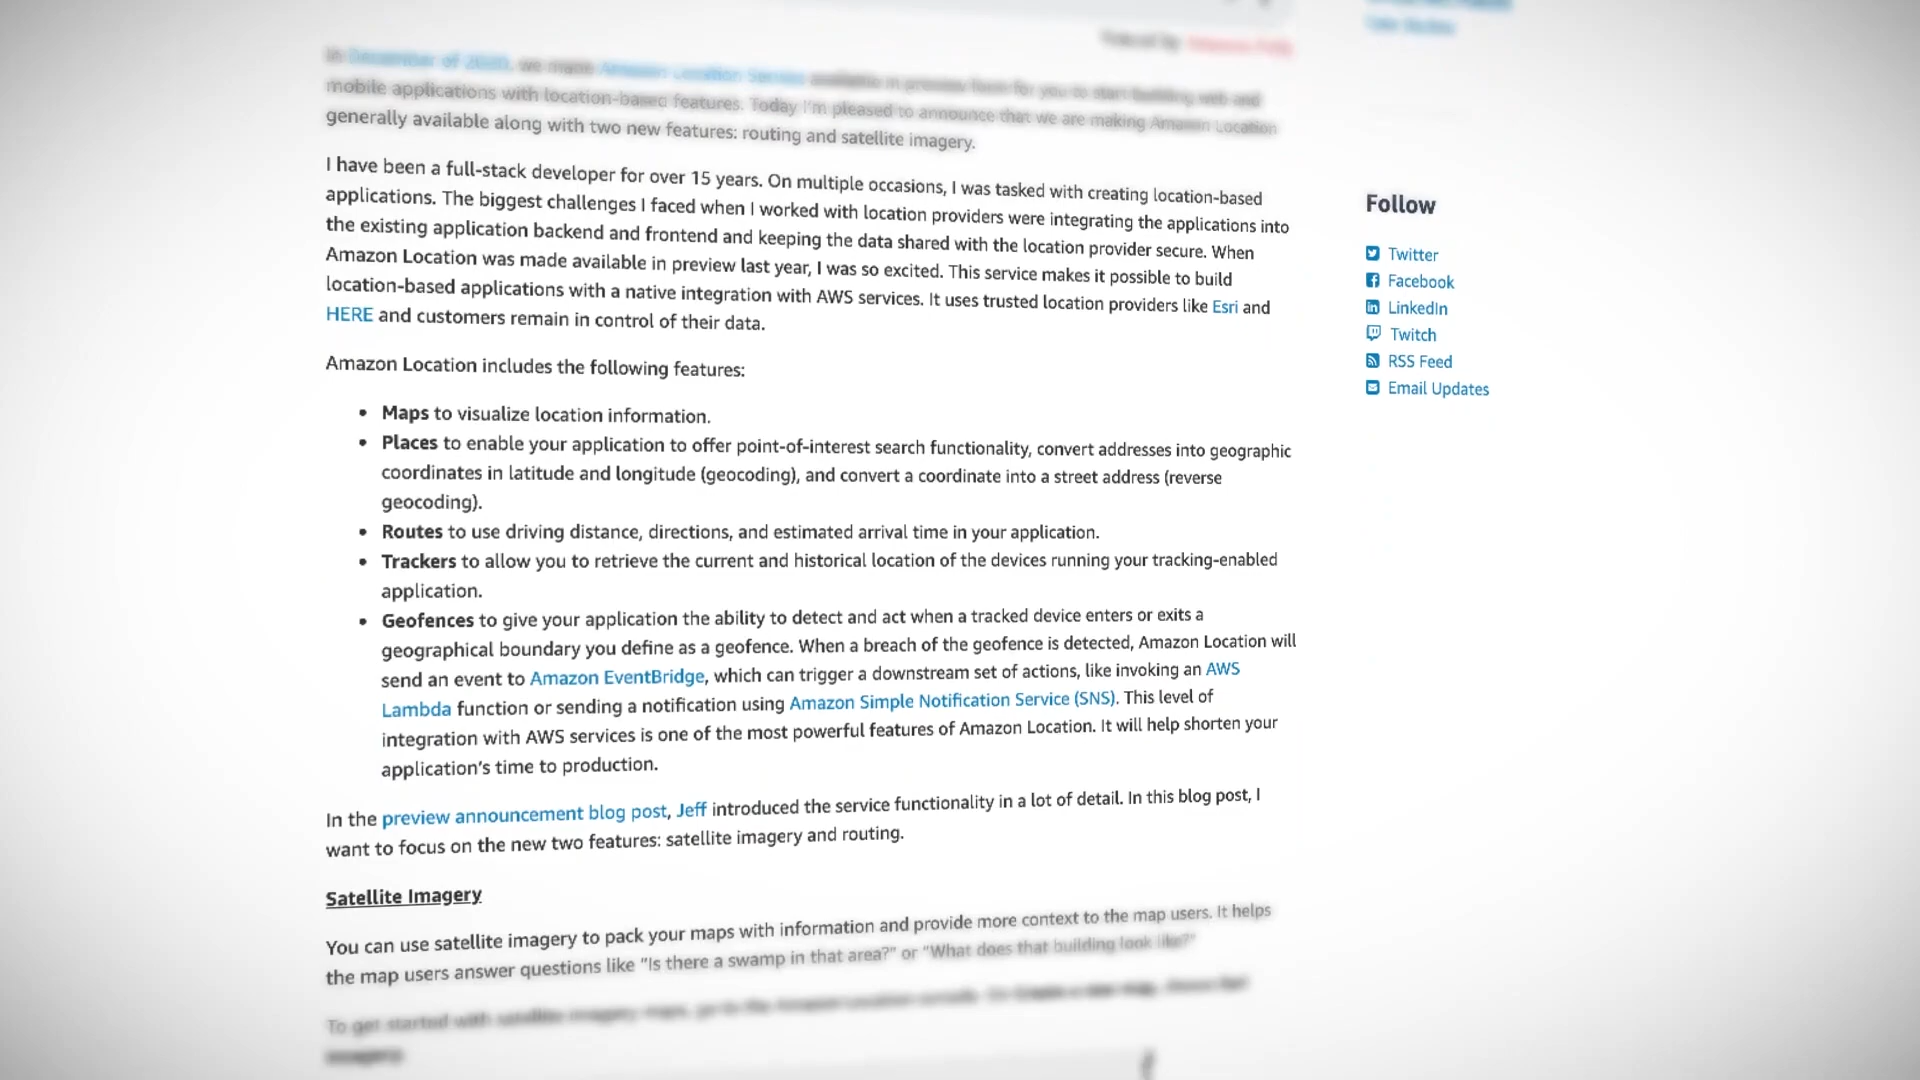 In December of 2020, we made Amazon Location Service available in preview form for you to start building web and
mobile applications with location-based features. Today I'm pleased to announce that we are making Amazon Location
generally available along with two new features: routing and satellite imagery.
I have been a full-stack developer for over 15 years. On multiple occasions, I was tasked with creating location-based
applications. The biggest challenges I faced when I worked with location providers were integrating the applications into
the existing application backend and frontend and keeping the data shared with the location provider secure. When
Amazon Location was made available in preview last year, I was so excited. This service makes it possible to build
location-based applications with a native integration with AWS services. It uses trusted location providers like Esri and
HERE and customers remain in control of their data.
Amazon Location includes the following features:
• Maps to visualize location information.
• Places to enable your application to offer point-of-interest search functionality, convert addresses into geographic
coordinates in latitude and longitude (geocoding), and convert a coordinate into a street address (reverse
geocoding).
• Routes to use driving distance, directions, and estimated arrival time in your application.
• Trackers to allow you to retrieve the current and historical location of the devices running your tracking-enabled
application.
• Geofences to give your application the ability to detect and act when a tracked device enters or exits a
geographical boundary you define as a geofence. When a breach of the geofence is detected, Amazon Location will
send an event to Amazon EventBridge, which can trigger a downstream set of actions, like invoking an AWS
Lambda function or sending a notification using Amazon Simple Notification Service (SNS). This level of
integration with AWS services is one of the most powerful features of Amazon Location. It will help shorten your
application's time to production.
In the preview announcement blog post, Jeff introduced the service functionality in a lot of detail. In this blog post, I
want to focus on the new two features: satellite imagery and routing.
Satellite Imagery
You can use satellite imagery to pack your maps with information and provide more context to the map users. It helps
the map users answer questions like "Is there a swamp in that area?" or "What does that building look like?"
To get started with satellite imagery maps, go to the Amazon Location console. On Create a new map, choose Esri
Imagery.
Follow
Twitter
Facebook
LinkedIn
Twitch
RSS Feed
Email Updates